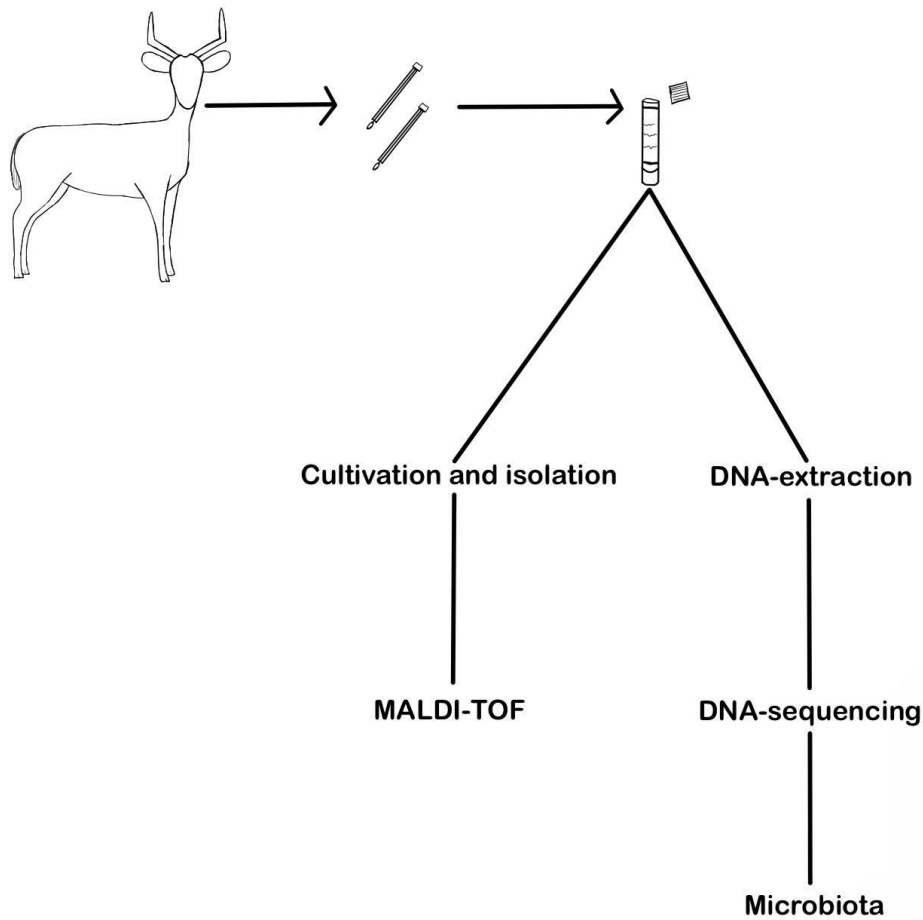 Cultivation and isolation
DNA-extraction
MALDI-TOF
DNA-sequencing
Microbiota